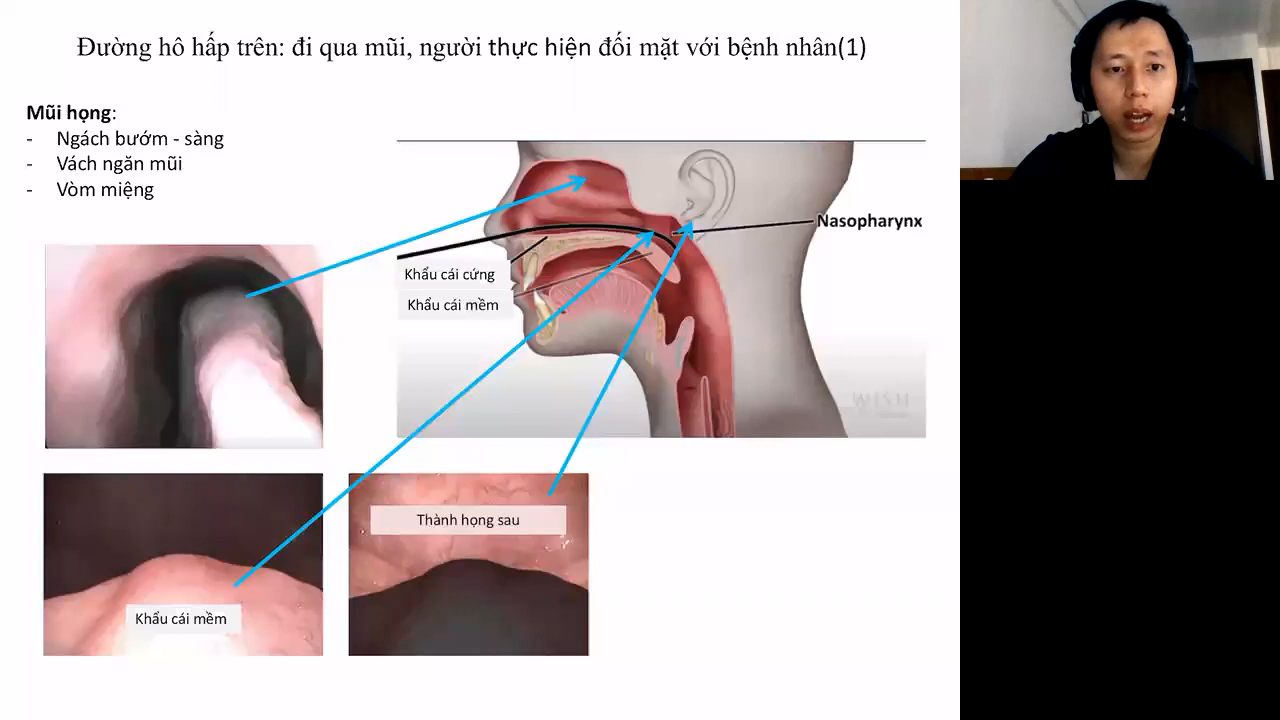 Đường hô hấp trên: đi qua mũi, người thực hiện đối mặt với bệnh nhân(1)
Mũi họng:
- Ngách bướm - sàng
- Vách ngăn mũi
- Vòm miệng
Nasopharynx
Khẩu cái cứng
Khẩu cái mềm
WISH
Thành họng sau
Khẩu cái mềm